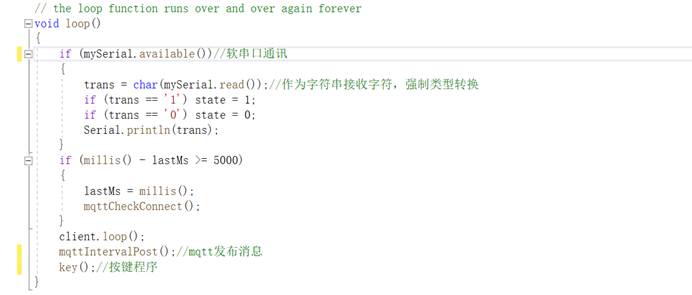 // the loop function runs over and over again forever
void loop()
{
if (mySerial.available())//软串口通讯
{
trans = char(mySerial.read());//作为字符串接收字符，强制类型转换
if (trans == '1') state = 1;
if (trans == '0') state = 0;
Serial.println(trans);
}
if (millis() - lastMs >= 5000)
{
lastMs = millis();
mqttCheckConnect();
}
client.loop();
mqttIntervalPost();//mqtt发布消息
key();//按键程序
}